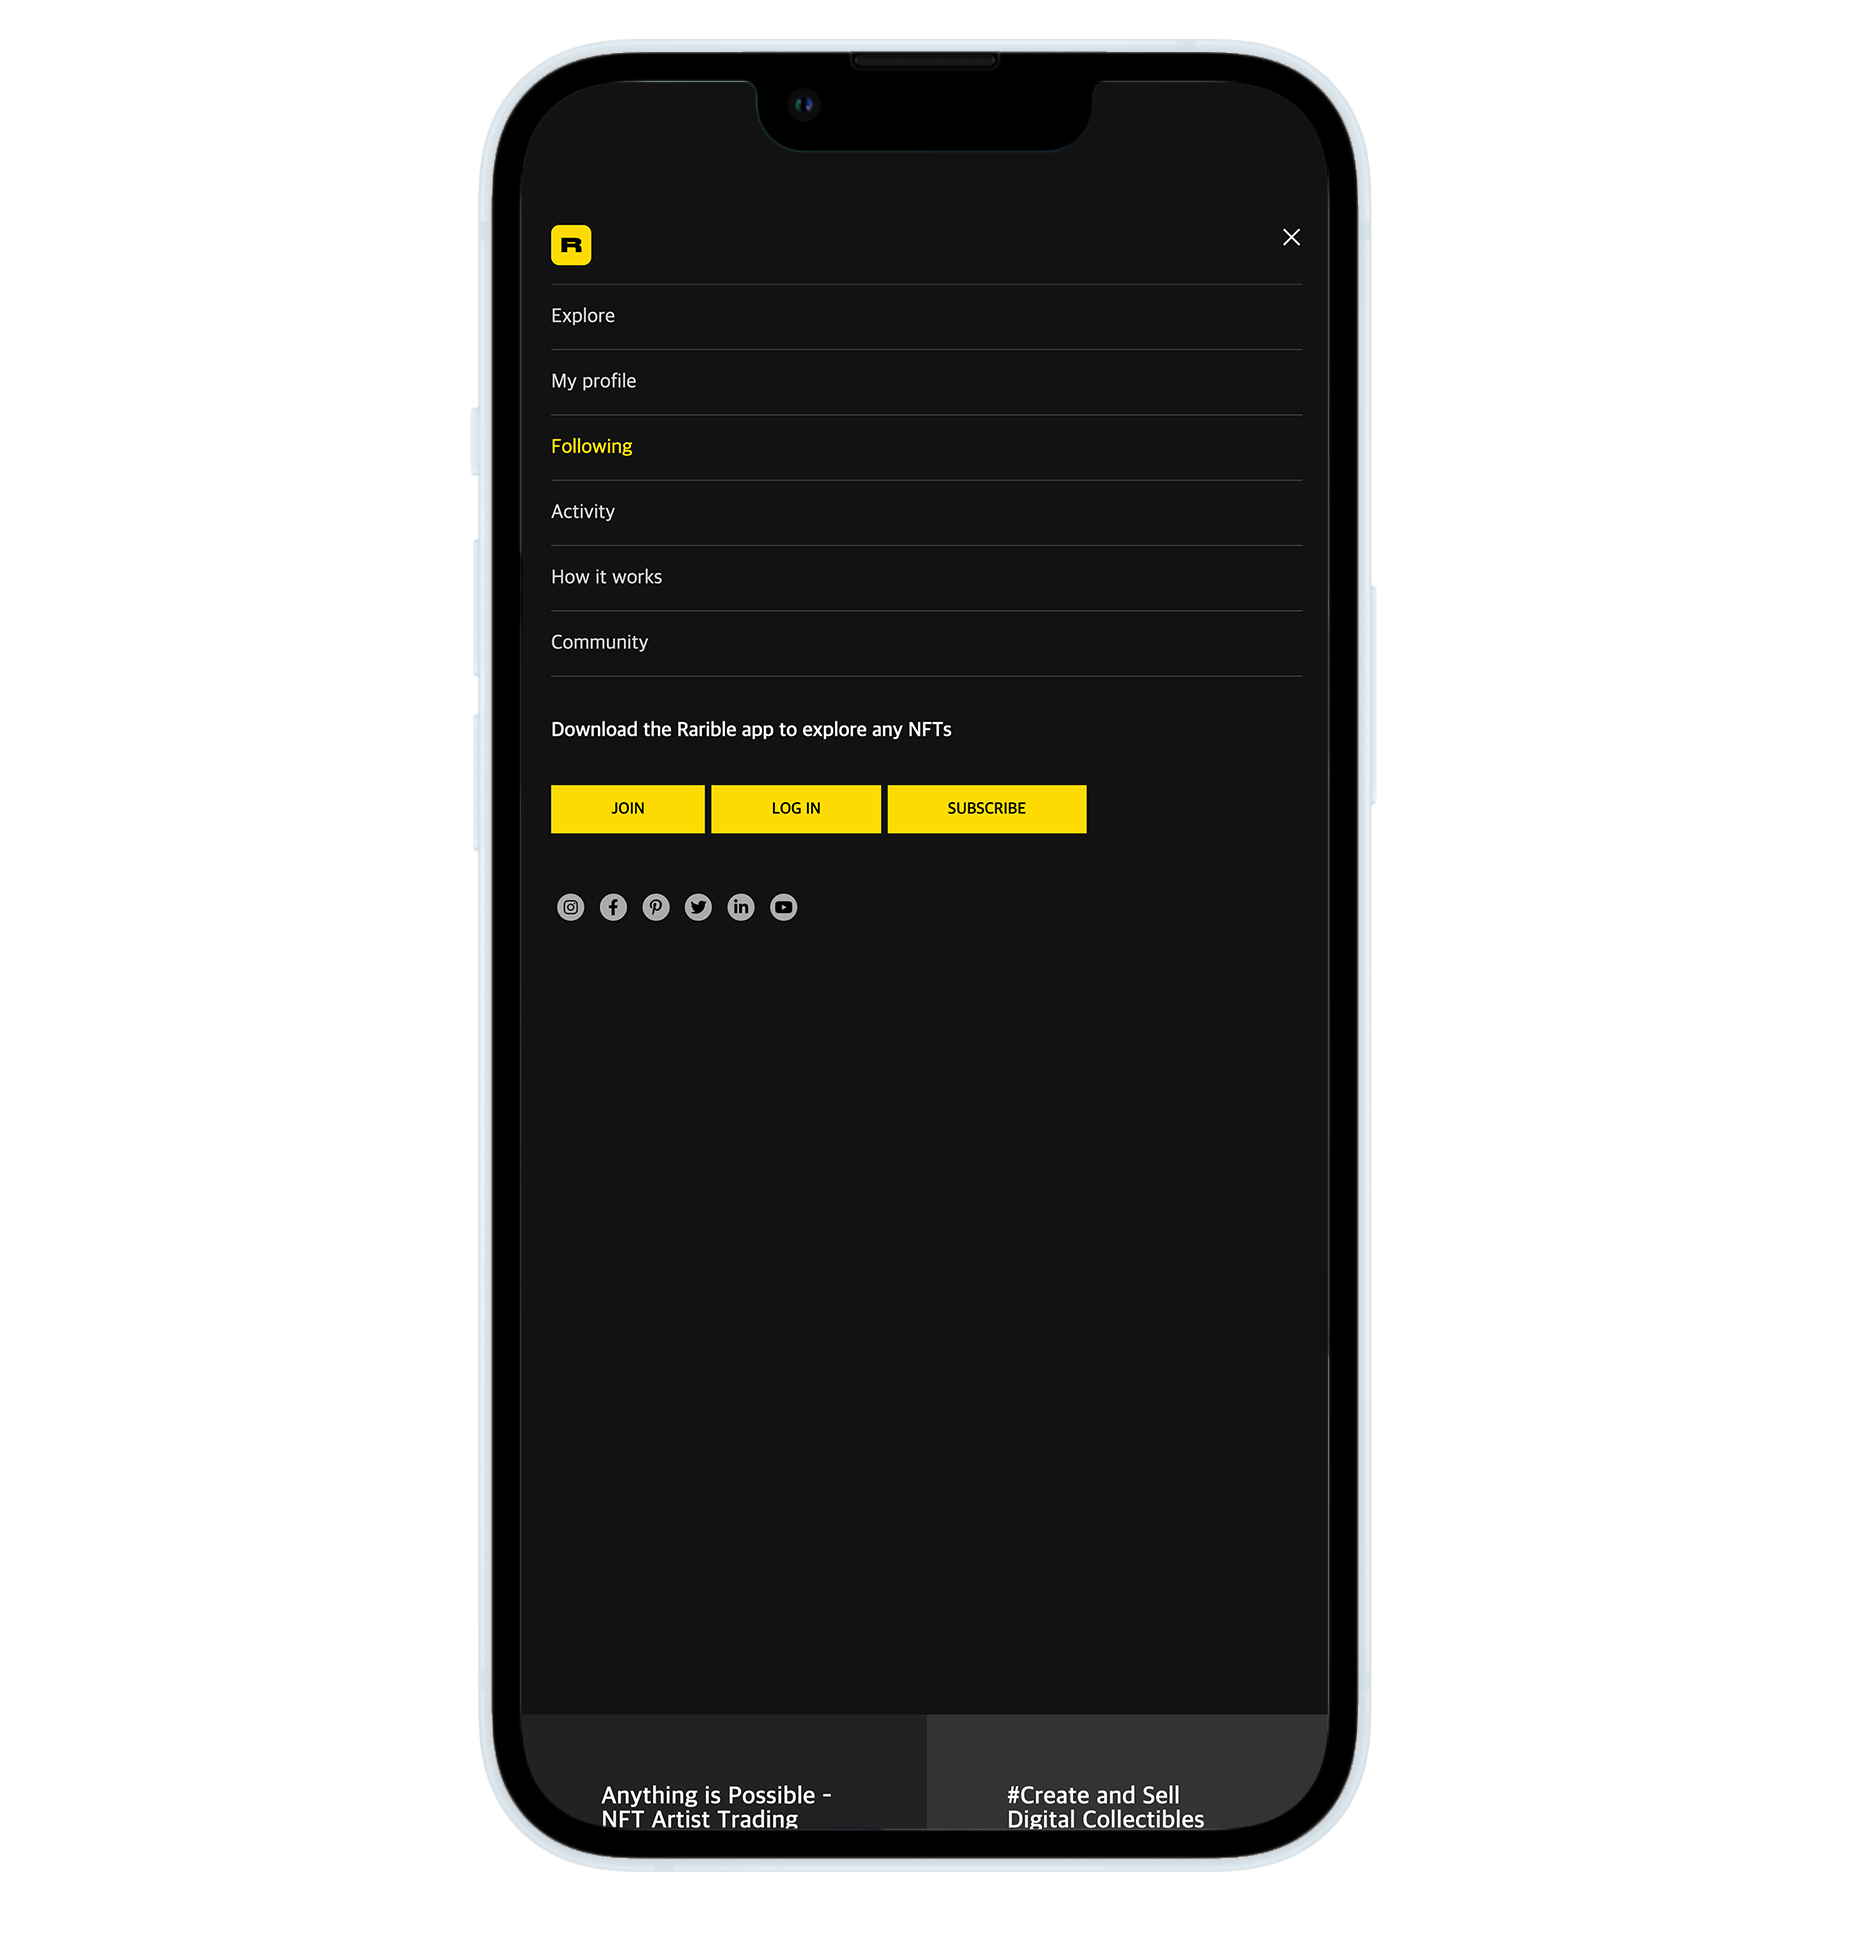 R
Explore
My profile
Following
Activity
How it works
Community
Download the Rarible app to explore any NFTs
JOIN
LOG IN
SUBSCRIBE
in
Anything is Possible -
NFT Artist Trading
#Create and Sell
Digital Collectibles